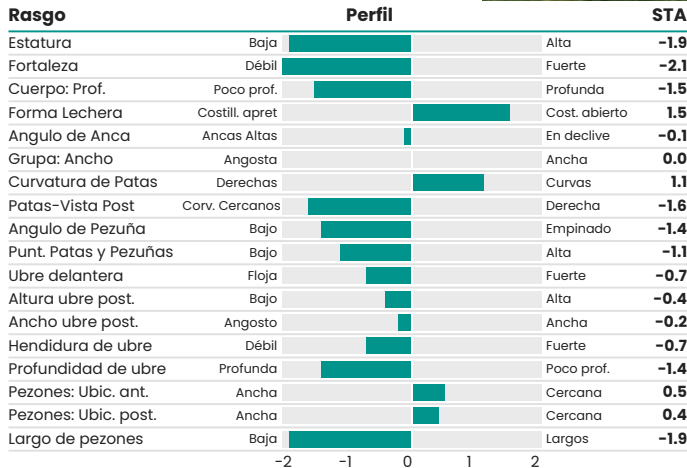 Rasgo Perfil STA
Estatura Baja Alta -1.9
Fortaleza Débil Fuerte -2.1
Cuerpo: Prof. Poco prof. Profunda -1.5
Forma Lechera Costill. apret Cost. abierto 1.5
Angulo de Anca Ancas Altas En declive -0.1
Grupa: Ancho Angosta Ancha 0.0
Curvatura de Patas Derechas Curvas 1.1
Patas-Vista Post Corv. Cercanos Derecha -1.6
Angulo de Pezuña Bajo Empinado -1.4
Punt. Patas y Pezuñas Bajo Alta -1.1
Ubre delantera Floja Fuerte -0.7
Altura ubre post. Bajo Alta -0.4
Ancho ubre post. Angosto Ancha -0.2
Hendidura de ubre Débil Fuerte -0.7
Profundidad de ubre Profunda Poco prof. -1.4
Pezones: Ubic. ant. Ancha Cercana 0.5
Pezones: Ubic. post. Ancha Cercana 0.4
Largo de pezones Baja Largos -1.9
-2 -1 0 1 2